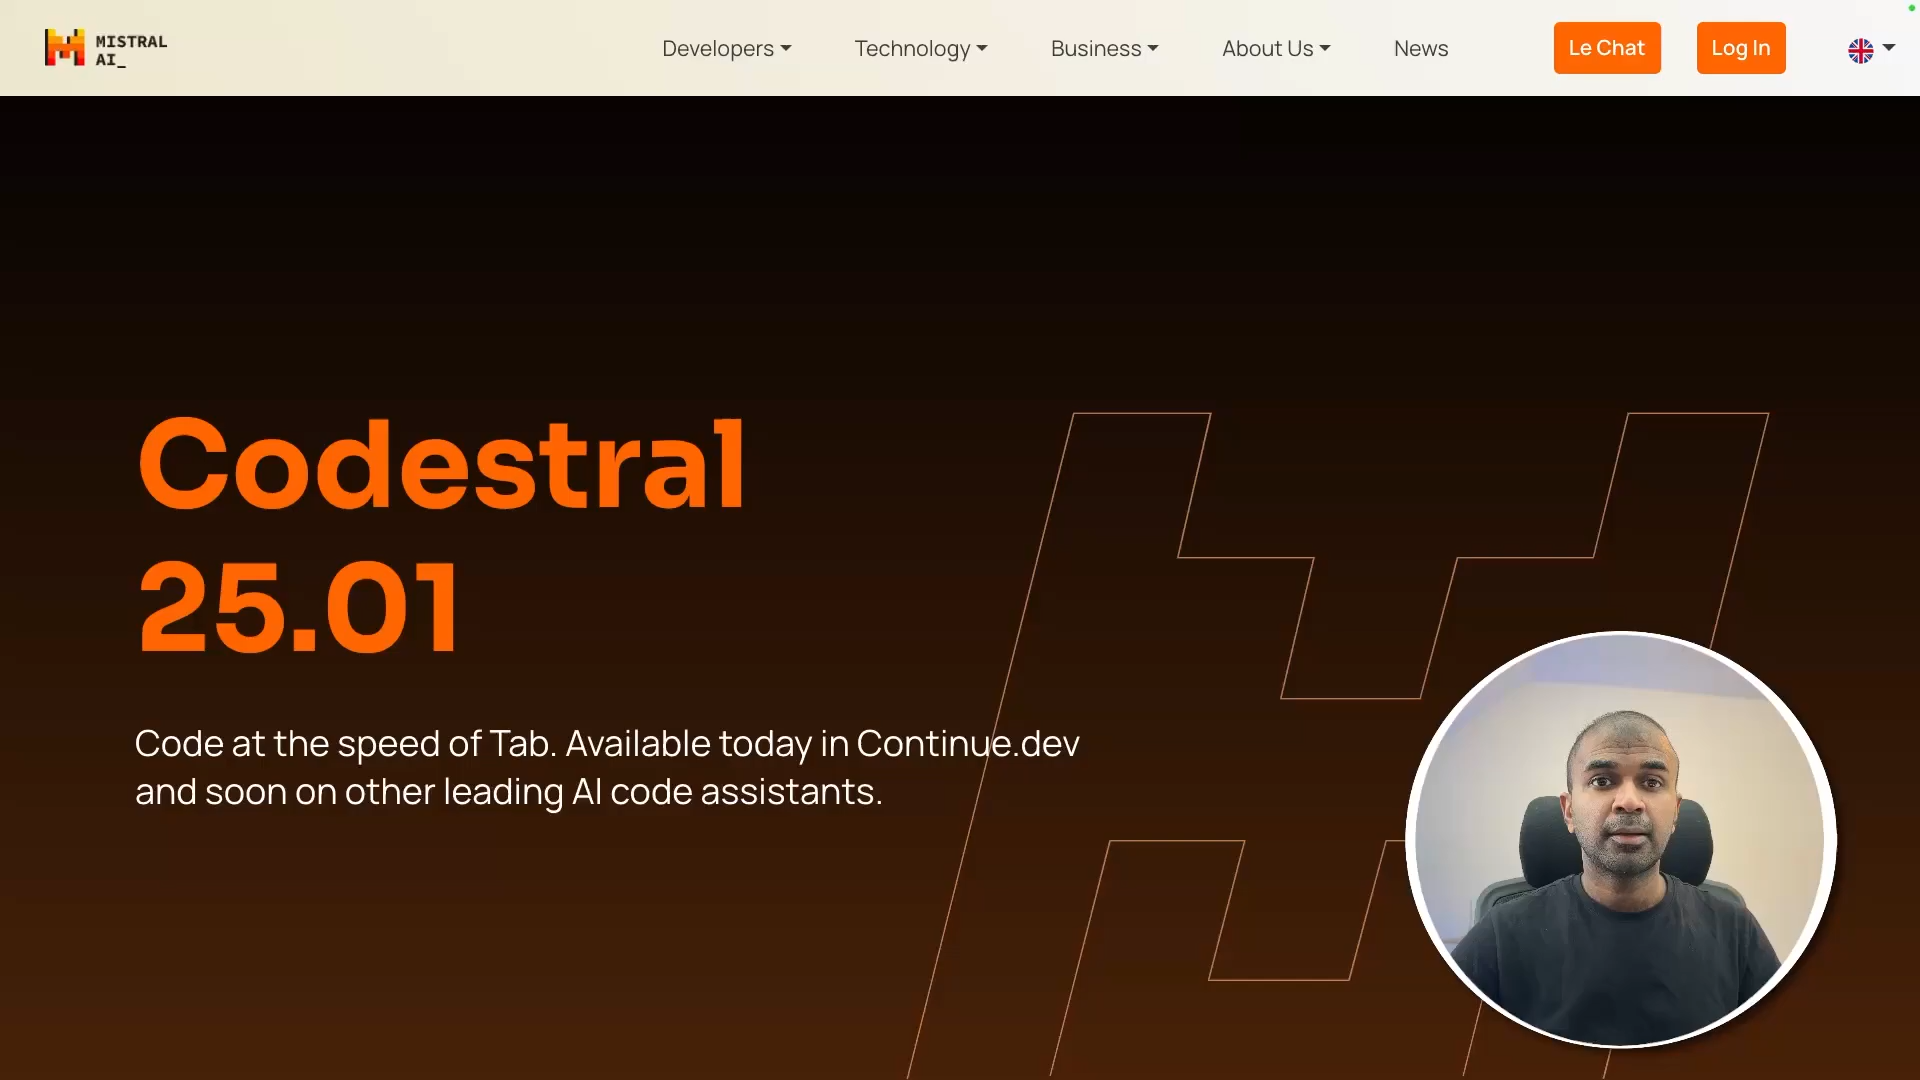 MISTRAL
AI_
Developers
Technology
Business
About Us
News
Le Chat
Log In
Codestral
25.01
Code at the speed of Tab. Available today in Continue.dev
and soon on other leading AI code assistants.